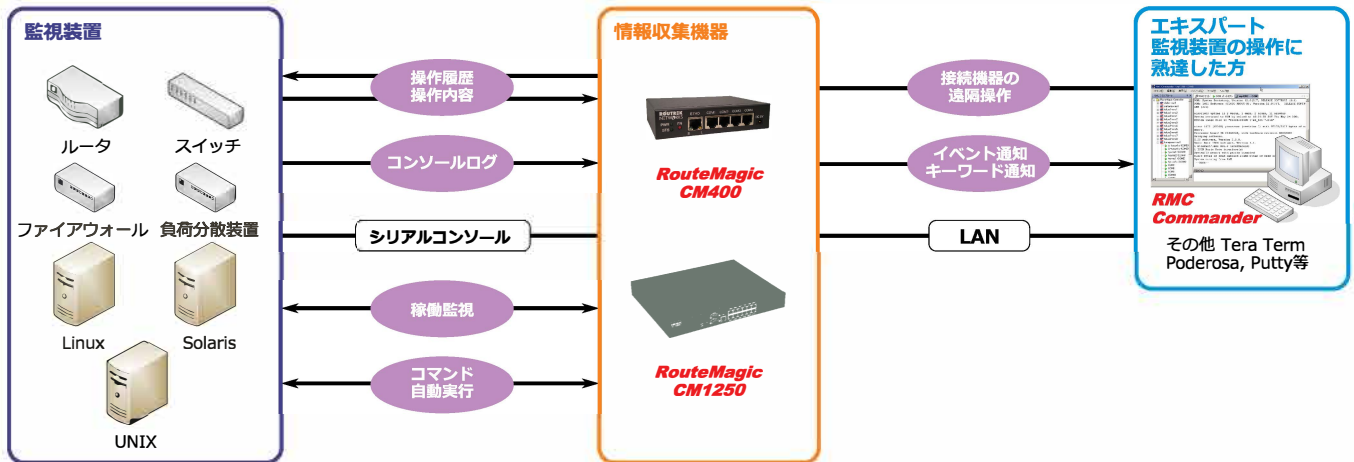 監視装置
ルータ
スイッチ
ファイアウォール
負荷分散装置
Linux
Solaris
UNIX
操作履歴
操作内容
コンソールログ
シリアルコンソール
稼働監視
コマンド
自動実行
情報収集機器
RouteMagic
CM400
RouteMagic
CM1250
接続機器の
遠隔操作
イベント通知
キーワード通知
LAN
エキスパート
監視装置の操作に
熟達した方
RMC
Commander
その他 Tera Term
Poderosa, Putty等